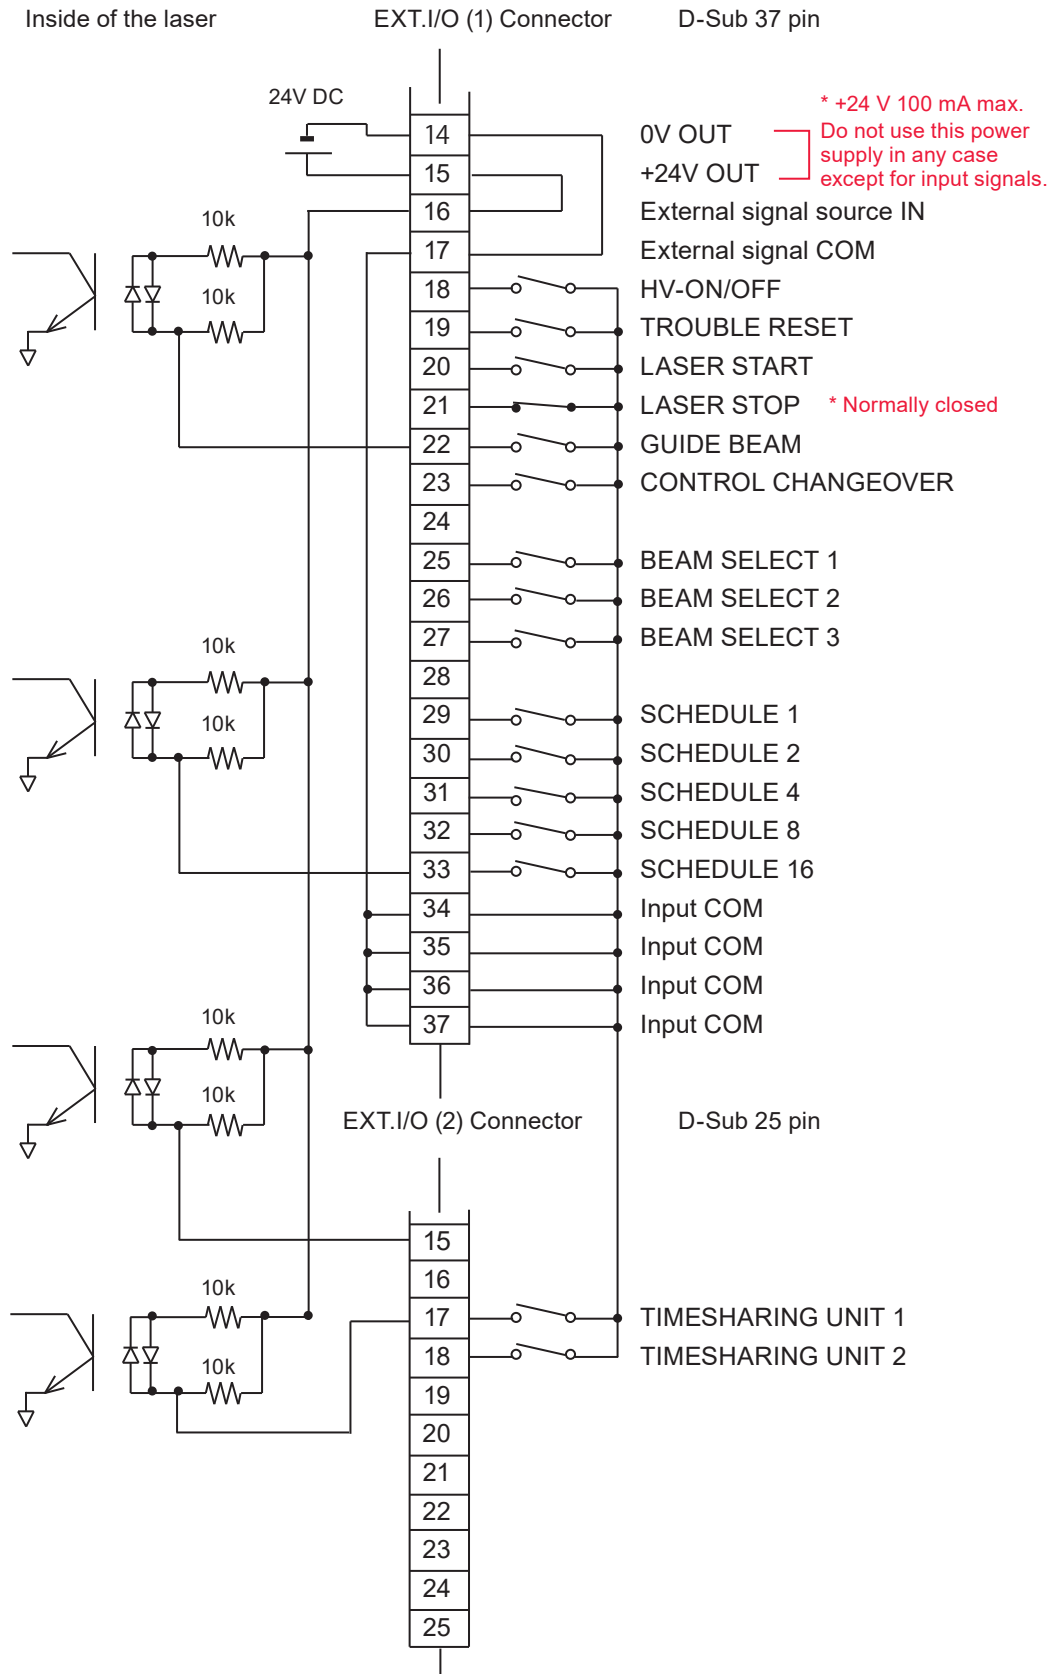 Inside of the laser EXT.I/O (1) Connector D-Sub 37 pin
24V DC
* +24 V 100 mA max.
Do not use this power
supply in any case
except for input signals.
14 0V OUT
15 +24V OUT
16 External signal source IN
10k
17 External signal COM
18 HV-ON/OFF
10k
19 TROUBLE RESET
20 LASER START
21 LASER STOP * Normally closed
22 GUIDE BEAM
23 CONTROL CHANGEOVER
24
25 BEAM SELECT 1
26 BEAM SELECT 2
27 BEAM SELECT 3
10k
28
29 SCHEDULE 1
10k
30 SCHEDULE 2
31 SCHEDULE 4
32 SCHEDULE 8
33 SCHEDULE 16
34 Input COM
35 Input COM
36 Input COM
10k
37 Input COM
10k
EXT.I/O (2) Connector D-Sub 25 pin
15
16
10k
17 TIMESHARING UNIT 1
18 TIMESHARING UNIT 2
10k
19
20
21
22
23
24
25